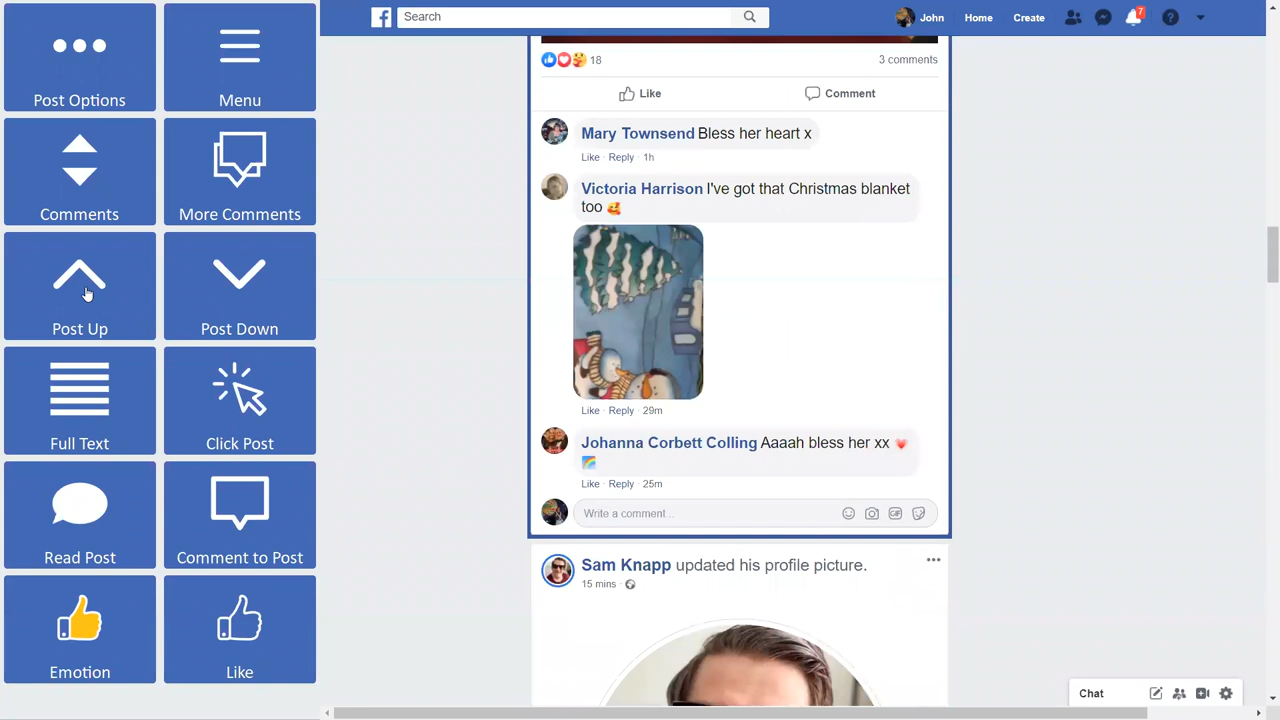 Post Options
Menu
Comments
More Comments
Post Up
Post Down
Full Text
Click Post
Read Post
Comment to Post
Emotion
Like
f
Search
John
Home
Create
7
18
3 comments
Like
Comment
Mary Townsend Bless her heart x
Like · Reply · 1h
Victoria Harrison I've got that Christmas blanket
too 🥰
Like · Reply · 29m
Johanna Corbett Colling Aaaah bless her xx 💗
🌈
Like · Reply · 25m
Write a comment...
GIF
Sam Knapp updated his profile picture.
15 mins ·
Chat